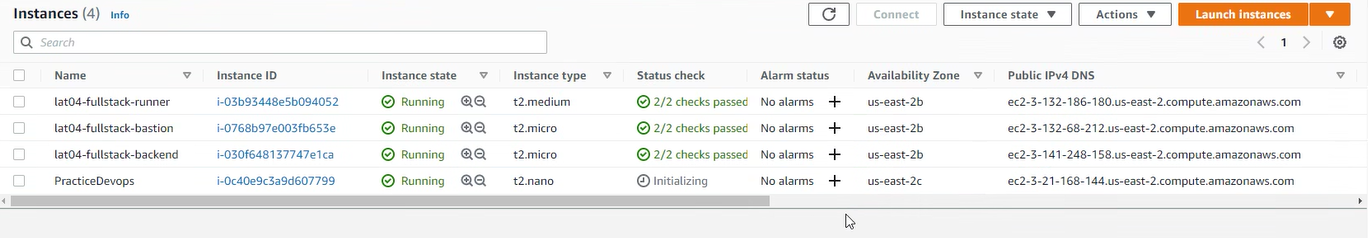 Instances (4) Info Connect Instance state Actions Launch instances
Search 1
Name Instance ID Instance state Instance type Status check Alarm status Availability Zone Public IPv4 DNS
lat04-fullstack-runner i-03b93448e5b094052 Running t2.medium 2/2 checks passed No alarms + us-east-2b ec2-3-132-186-180.us-east-2.compute.amazonaws.com
lat04-fullstack-bastion i-0768b97e003fb653e Running t2.micro 2/2 checks passed No alarms + us-east-2b ec2-3-132-68-212.us-east-2.compute.amazonaws.com
lat04-fullstack-backend i-030f648137747e1ca Running t2.micro 2/2 checks passed No alarms + us-east-2b ec2-3-141-248-158.us-east-2.compute.amazonaws.com
PracticeDevops i-0c40e9c3a9d607799 Running t2.nano Initializing No alarms + us-east-2c ec2-3-21-168-144.us-east-2.compute.amazonaws.com